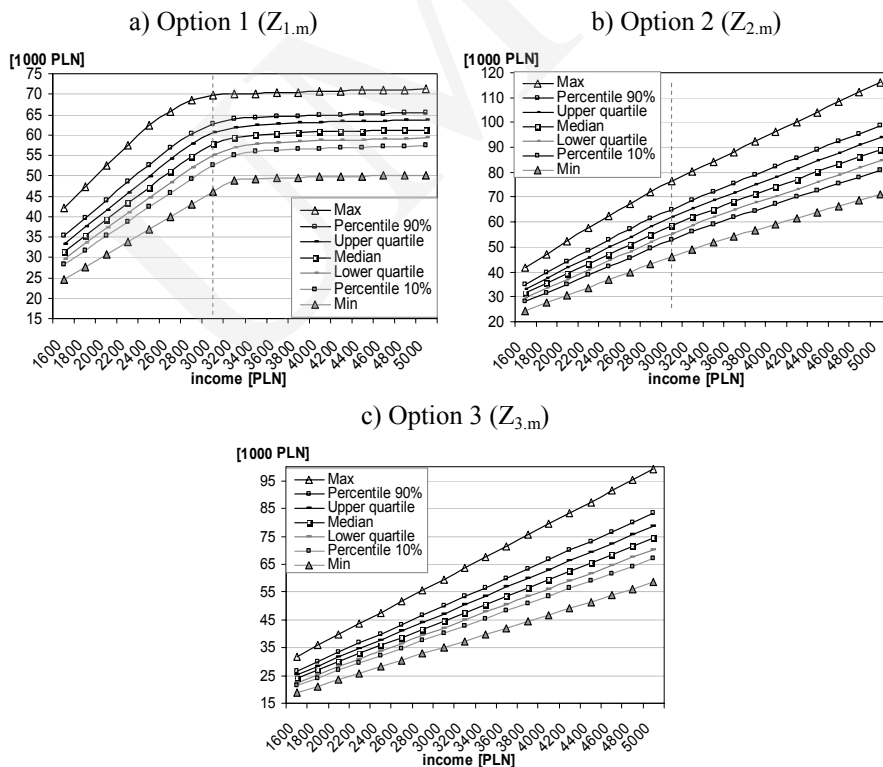 a) Option 1 (Z1.m)
[1000 PLN]
75
70
65
60
55
50
45
40
35
30
25
20
15
Max
Percentile 90%
Upper quartile
Median
Lower quartile
Percentile 10%
Min
1600 1800 2000 2200 2400 2600 2800 3000 3200 3400 3600 3800 4000 4200 4400 4600 4800 5000
income [PLN]
b) Option 2 (Z2.m)
[1000 PLN]
120
110
100
90
80
70
60
50
40
30
20
Max
Percentile 90%
Upper quartile
Median
Lower quartile
Percentile 10%
Min
1600 1800 2000 2200 2400 2600 2800 3000 3200 3400 3600 3800 4000 4200 4400 4600 4800 5000
income [PLN]
c) Option 3 (Z3.m)
[1000 PLN]
95
85
75
65
55
45
35
25
15
Max
Percentile 90%
Upper quartile
Median
Lower quartile
Percentile 10%
Min
1600 1800 2000 2200 2400 2600 2800 3000 3200 3400 3600 3800 4000 4200 4400 4600 4800 5000
income [PLN]